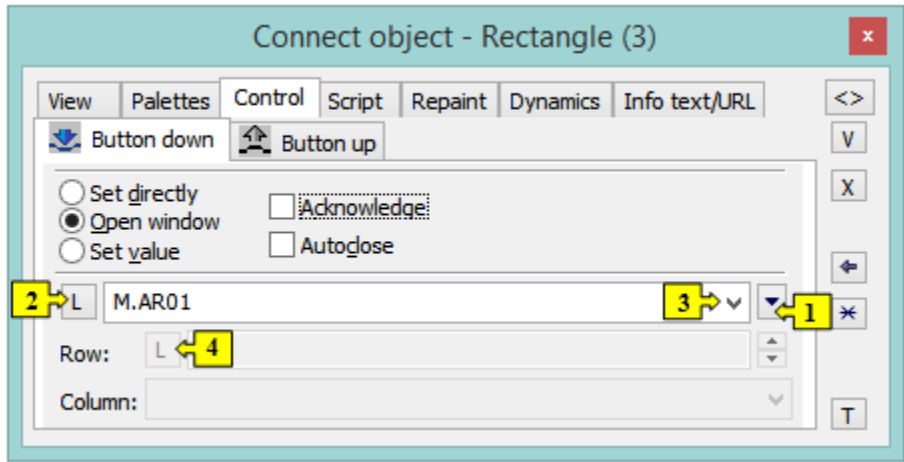 Connect object - Rectangle (3)
x
View Palettes Control Script Repaint Dynamics Info text/URL <>
Button down Button up V
Set directly X
Acknowledge
Open window
Set value Autoclose
2 L M.AR01 3 1
Row: L 4
Column:
T